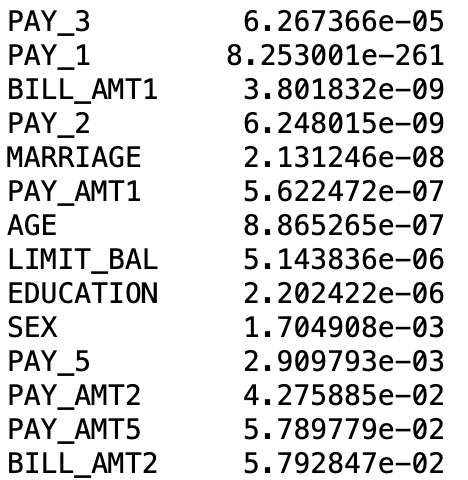 PAY_3 6.267366e-05
PAY_1 8.253001e-261
BILL_AMT1 3.801832e-09
PAY_2 6.248015e-09
MARRIAGE 2.131246e-08
PAY_AMT1 5.622472e-07
AGE 8.865265e-07
LIMIT_BAL 5.143836e-06
EDUCATION 2.202422e-06
SEX 1.704908e-03
PAY_5 2.909793e-03
PAY_AMT2 4.275885e-02
PAY_AMT5 5.789779e-02
BILL_AMT2 5.792847e-02